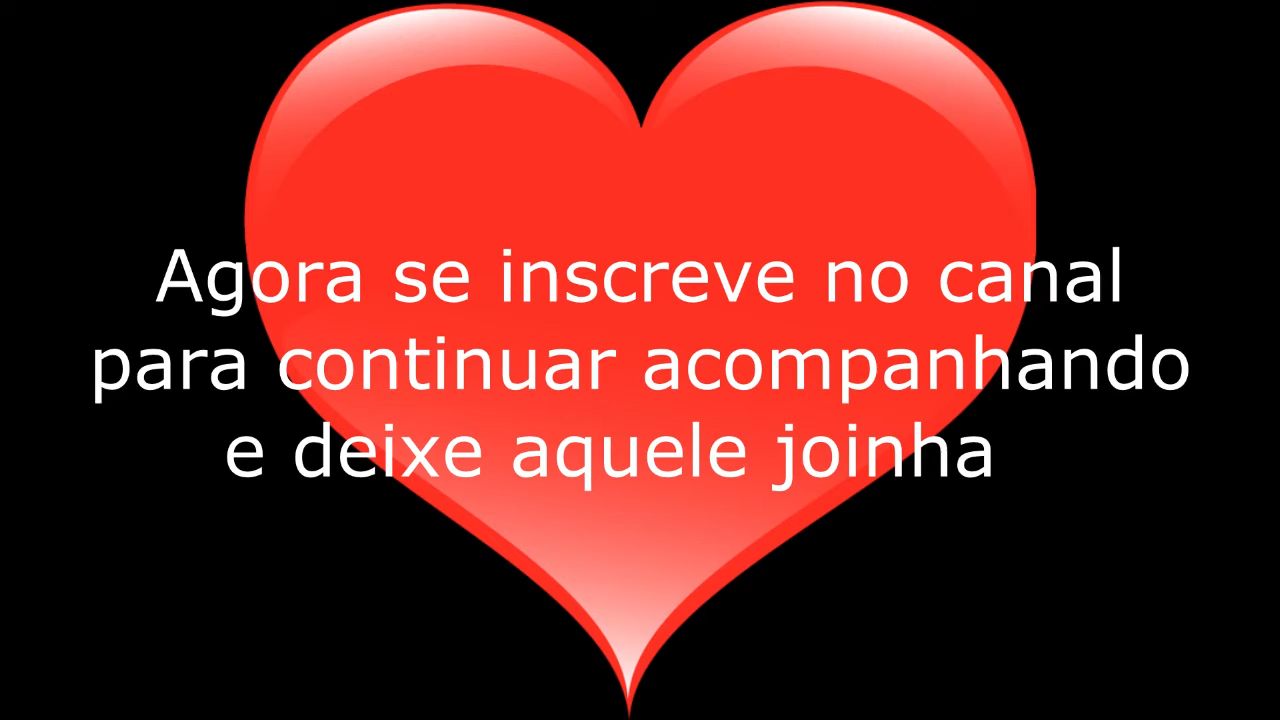 Agora se inscreve no canal
para continuar acompanhando
e deixe aquele joinha